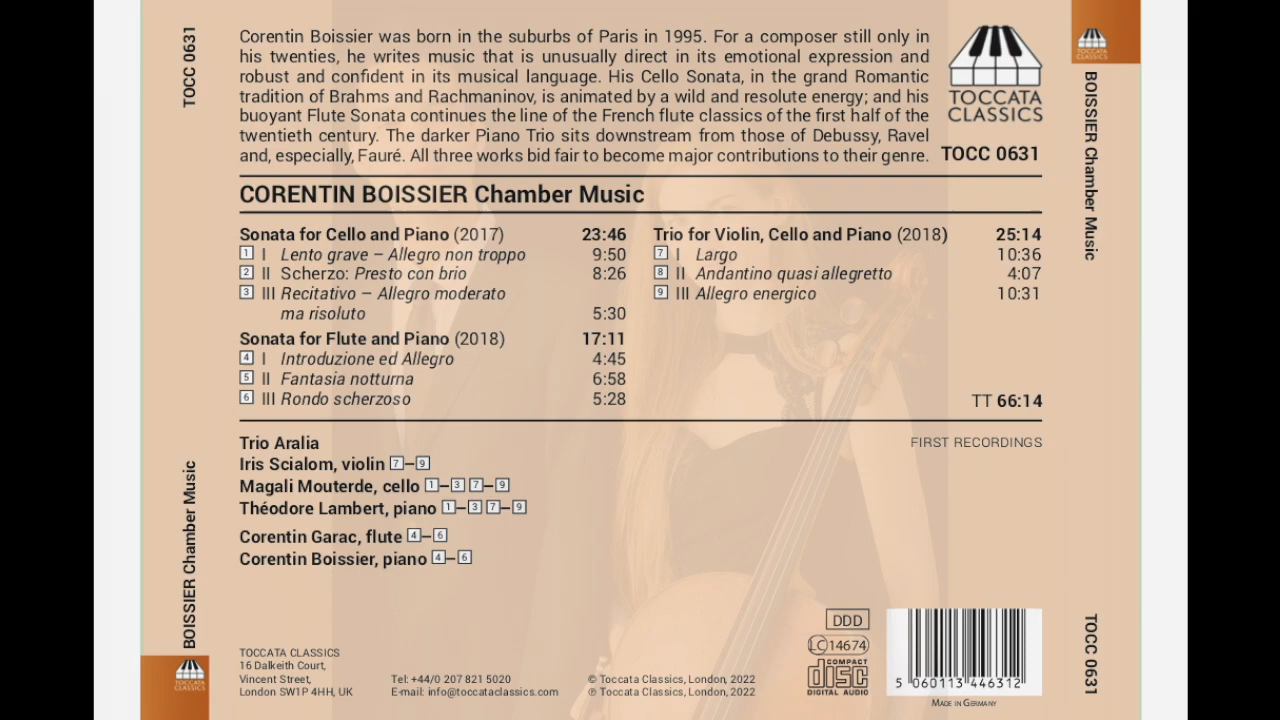 TOCC 0631
BOISSIER Chamber Music
TOCCATA CLASSICS
Corentin Boissier was born in the suburbs of Paris in 1995. For a composer still only in
his twenties, he writes music that is unusually direct in its emotional expression and
robust and confident in its musical language. His Cello Sonata, in the grand Romantic
tradition of Brahms and Rachmaninov, is animated by a wild and resolute energy; and his
buoyant Flute Sonata continues the line of the French flute classics of the first half of the
twentieth century. The darker Piano Trio sits downstream from those of Debussy, Ravel
and, especially, Fauré. All three works bid fair to become major contributions to their genre.
TOCCATA
CLASSICS
TOCC 0631
CORENTIN BOISSIER Chamber Music
Sonata for Cello and Piano (2017) 23:46
1 I Lento grave – Allegro non troppo 9:50
2 II Scherzo: Presto con brio 8:26
3 III Recitativo – Allegro moderato
ma risoluto 5:30
Sonata for Flute and Piano (2018) 17:11
4 I Introduzione ed Allegro 4:45
5 II Fantasia notturna 6:58
6 III Rondo scherzoso 5:28
Trio for Violin, Cello and Piano (2018) 25:14
7 I Largo 10:36
8 II Andantino quasi allegretto 4:07
9 III Allegro energico 10:31
TT 66:14
Trio Aralia
Iris Scialom, violin 7–9
Magali Mouterde, cello 1–3 7–9
Théodore Lambert, piano 1–3 7–9
Corentin Garac, flute 4–6
Corentin Boissier, piano 4–6
FIRST RECORDINGS
TOCCATA CLASSICS
16 Dalkeith Court,
Vincent Street,
London SW1P 4HH, UK
Tel: +44/0 207 821 5020
E-mail: info@toccataclassics.com
© Toccata Classics, London, 2022
℗ Toccata Classics, London, 2022
DDD
LC 14674
COMPACT
disc
DIGITAL AUDIO
5 060113 446312
MADE IN GERMANY
TOCCATA
CLASSICS
BOISSIER Chamber Music
TOCC 0631